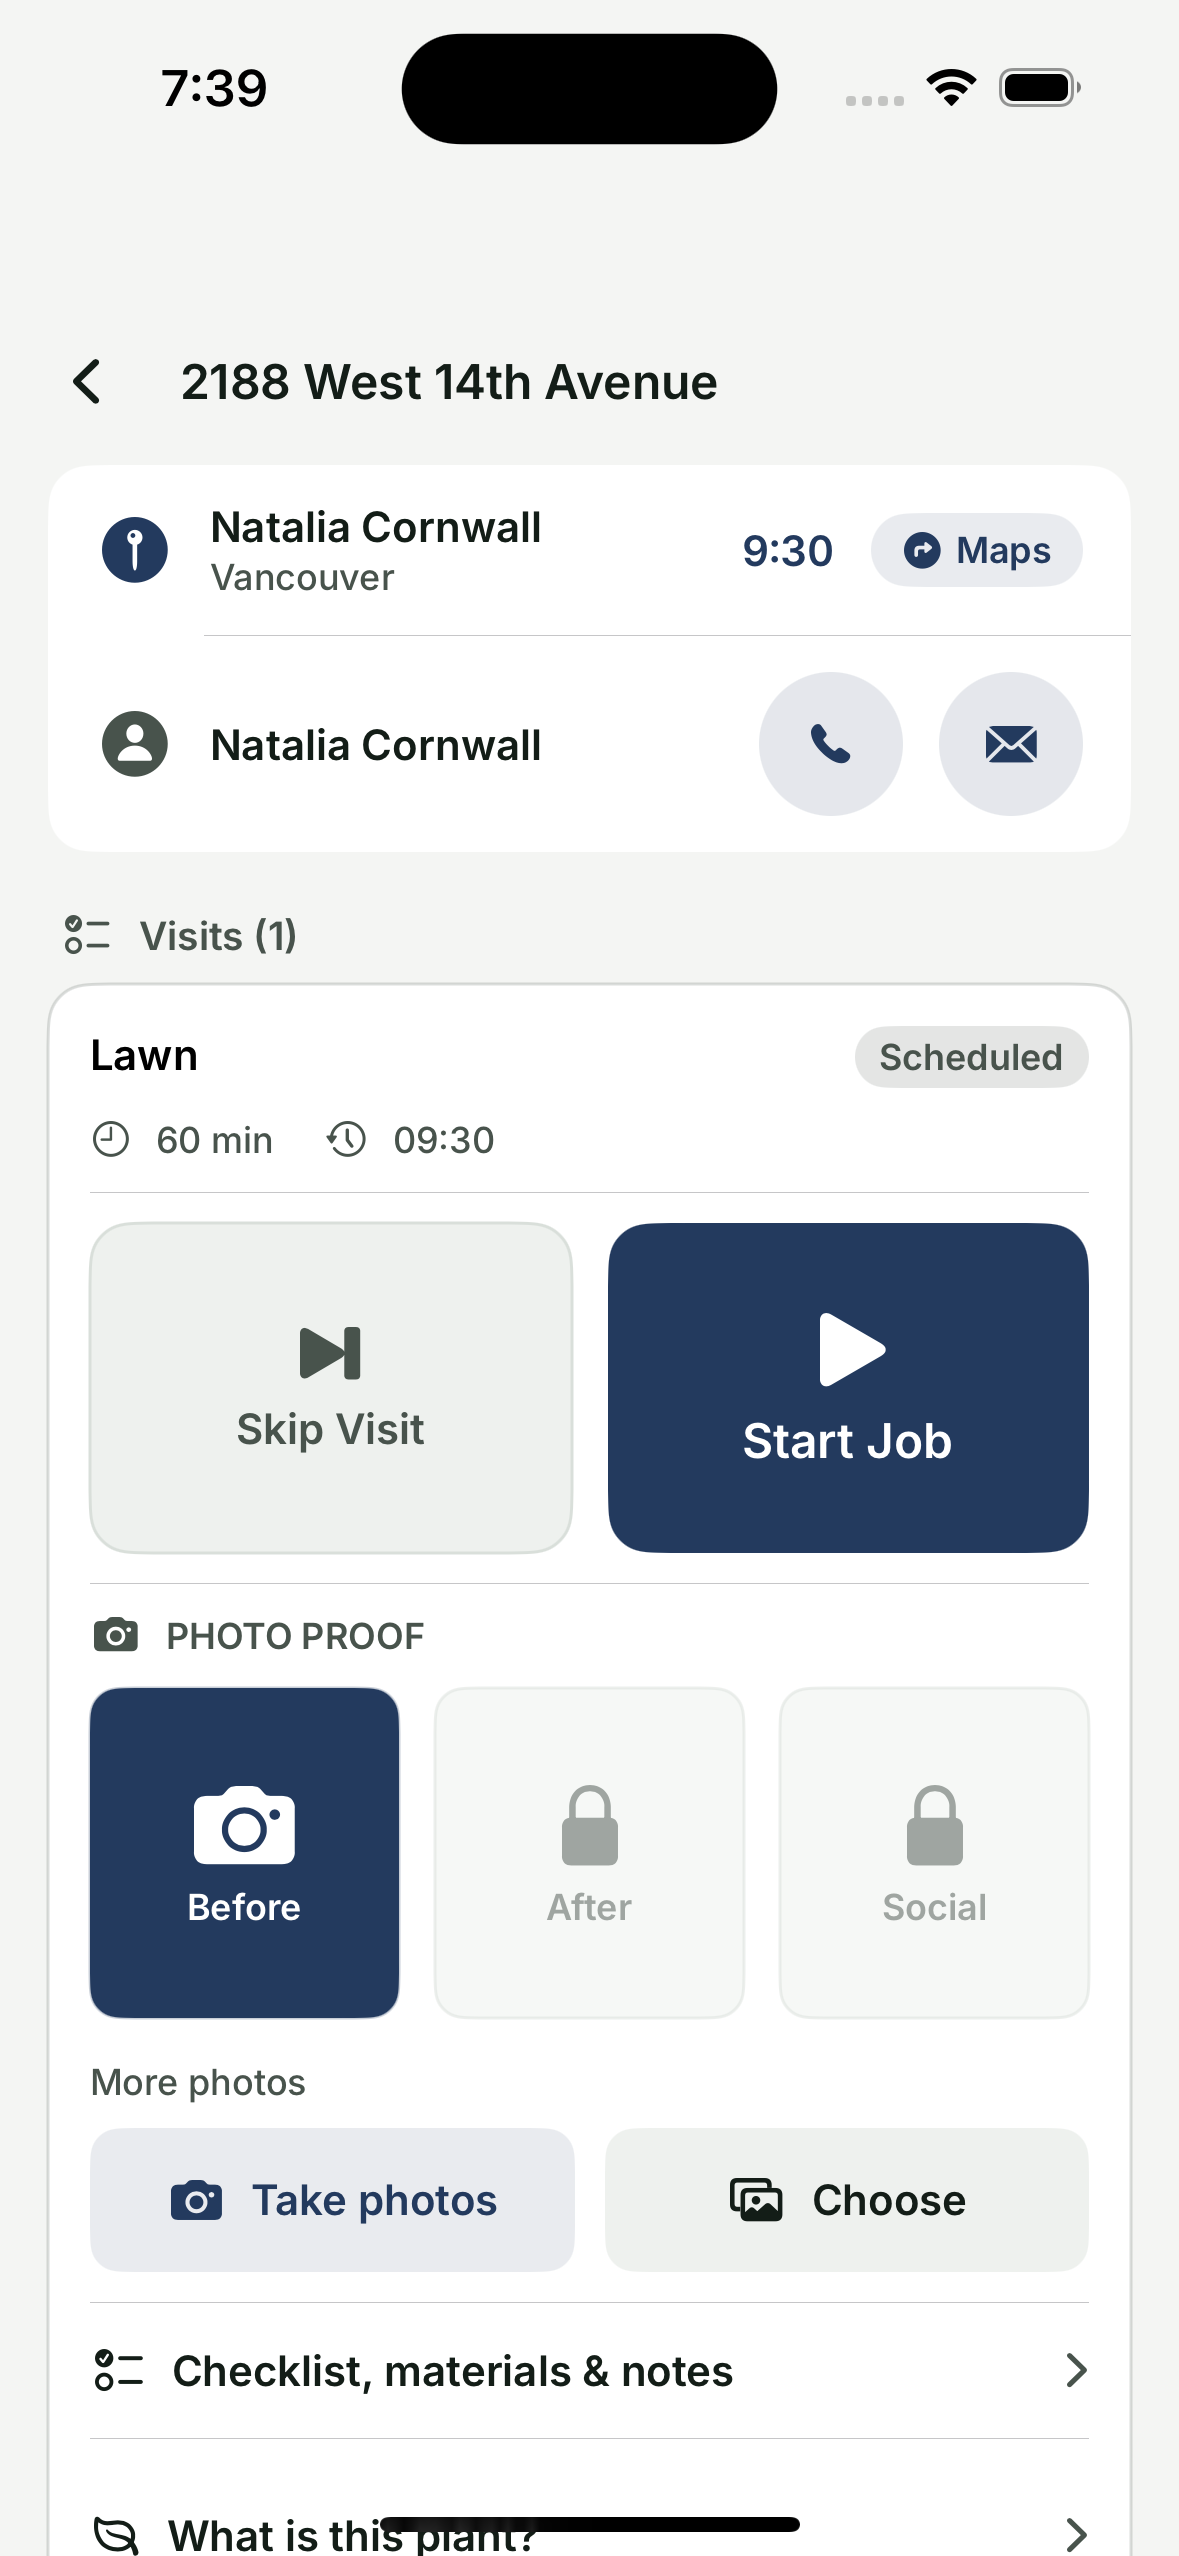 7:39
2188 West 14th Avenue
Natalia Cornwall
Vancouver
9:30
Maps
Natalia Cornwall
Visits (1)
Lawn
Scheduled
60 min
09:30
Skip Visit
Start Job
PHOTO PROOF
Before
After
Social
More photos
Take photos
Choose
Checklist, materials & notes
What is this plant?